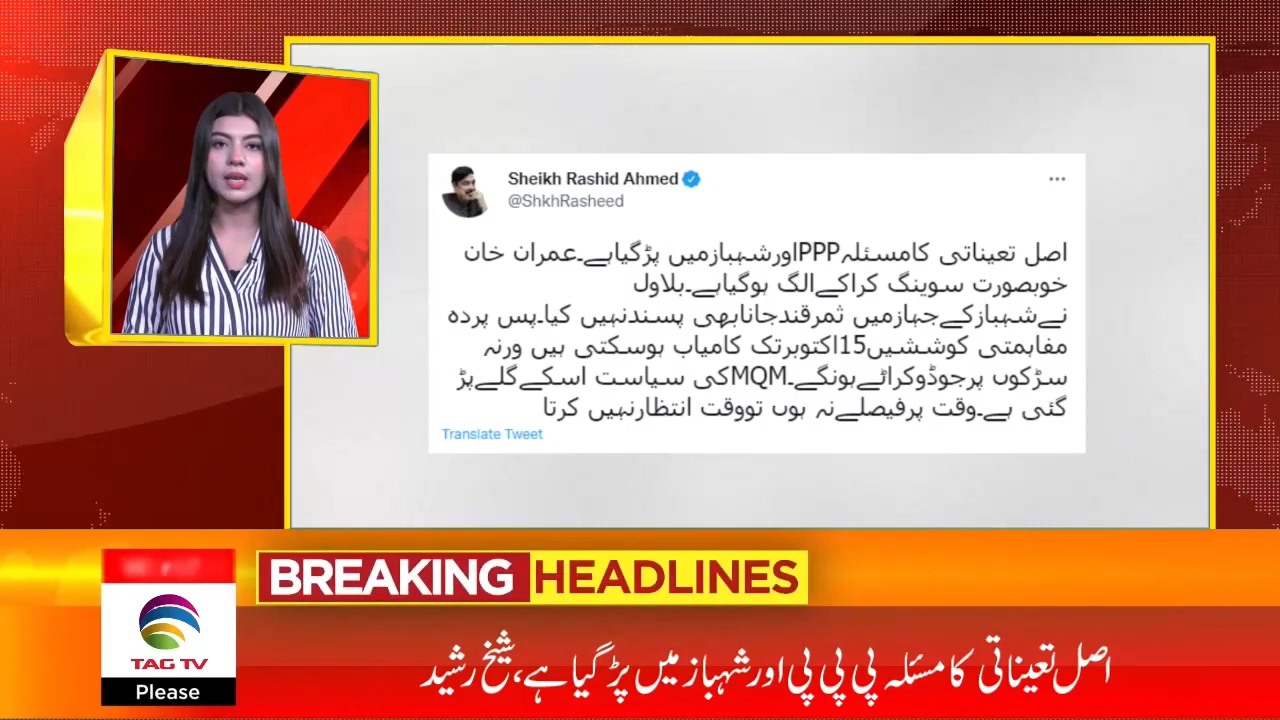 Sheikh Rashid Ahmed
@ShkhRasheed
اصل تعیناتی کامسئلہPPPاورشہبازمیں پڑگیاہے۔عمران خان
خوبصورت سوینگ کراکےالگ ہوگیاہے۔بلاول
نےشہبازکےجہازمیں ثمرقندجانابھی پسندنہیں کیا۔پس پردہ
مفاہمتی کوششیں15اکتوبرتک کامیاب ہوسکتی ہیں ورنہ
سڑکوں پرجوڈوکراٹےہونگے۔MQMکی سیاست اسکےگلےپڑ
گئی ہے۔وقت پرفیصلےنہ ہوں تووقت انتظارنہیں کرتا
Translate Tweet
BREAKING HEADLINES
TAG TV
Please
اصل تعیناتی کا مسئلہ پی پی پی اور شہباز میں پڑ گیا ہے، شیخ رشید